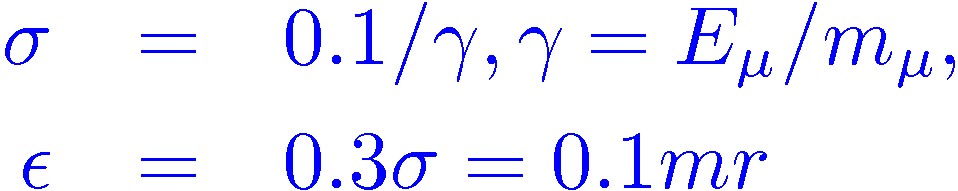 σ = 0.1/γ, γ = E_μ/m_μ,
ϵ = 0.3σ = 0.1mr